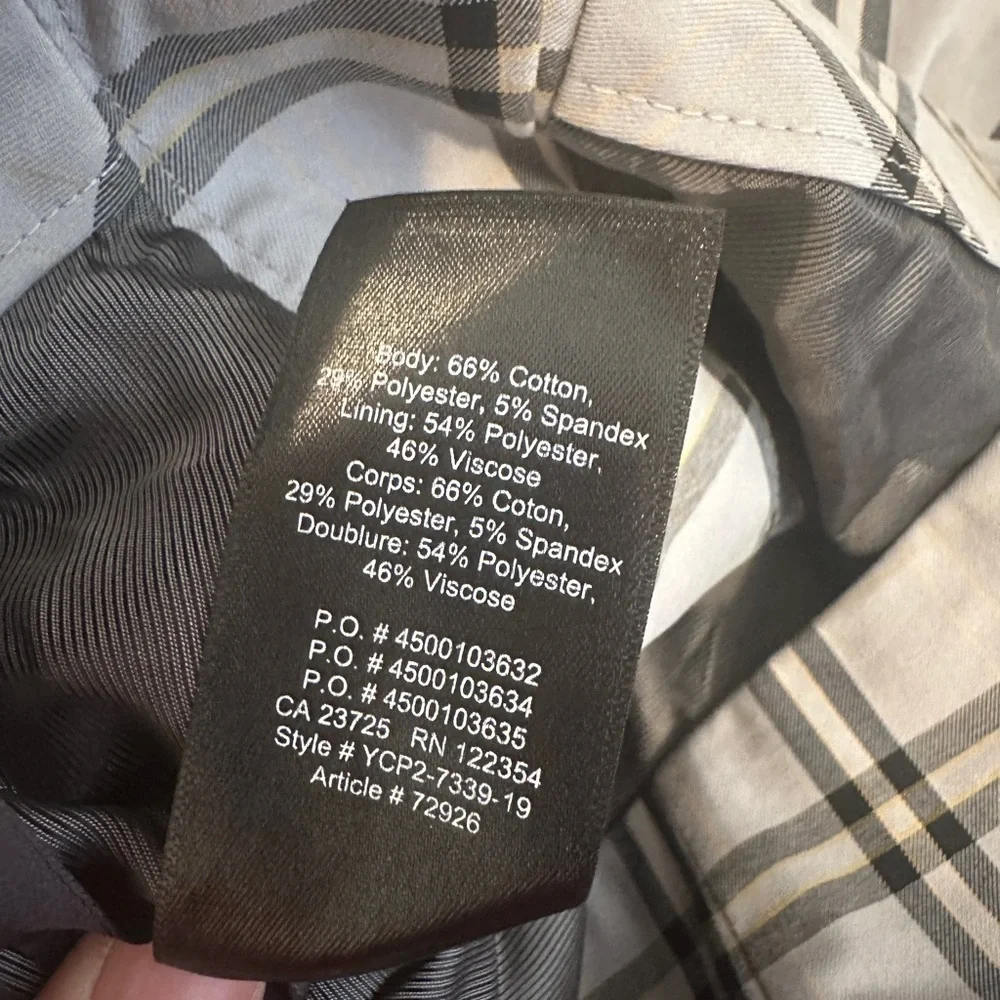 Body: 66% Cotton,
29% Polyester, 5% Spandex
Lining: 54% Polyester,
46% Viscose
Corps: 66% Coton,
29% Polyester, 5% Spandex
Doublure: 54% Polyester,
46% Viscose
P.O. # 4500103632
P.O. # 4500103634
P.O. # 4500103635
CA 23725 RN 122354
Style # YCP2-7339-19
Article # 72926